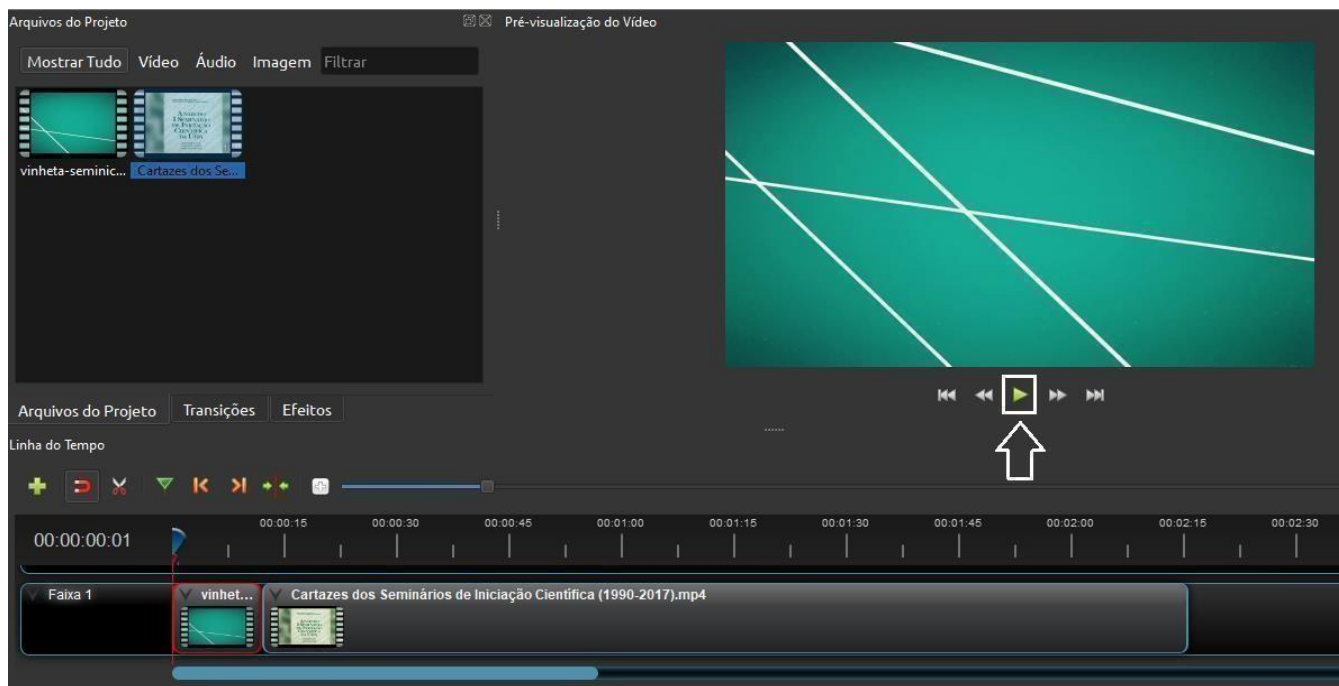 Arquivos do Projeto
Pré-visualização do Vídeo
Mostrar Tudo Vídeo Áudio Imagem Filtrar
vinheta-seminic... Cartazes dos Se...
Arquivos do Projeto Transições Efeitos
Linha do Tempo
00:00:15 00:00:30 00:00:45 00:01:00 00:01:15 00:01:30 00:01:45 00:02:00 00:02:15 00:02:30
00:00:00:01
Faixa 1 vinhet... Cartazes dos Seminários de Iniciação Científica (1990-2017).mp4